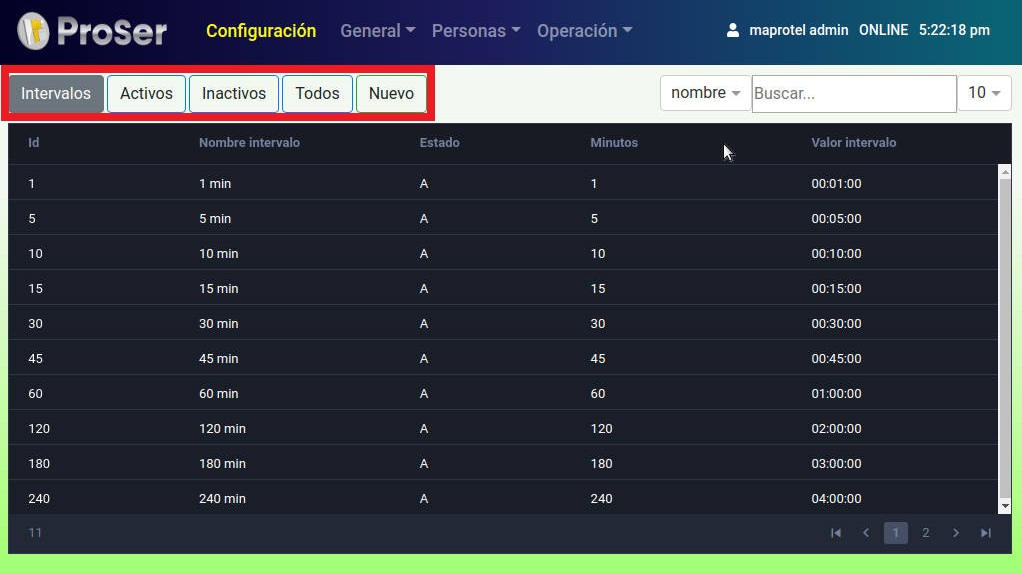 ProSer Configuración General Personas Operación maprotel admin ONLINE 5:22:18 pm
Intervalos Activos Inactivos Todos Nuevo nombre Buscar... 10
Id Nombre intervalo Estado Minutos Valor intervalo
1 1 min A 1 00:01:00
5 5 min A 5 00:05:00
10 10 min A 10 00:10:00
15 15 min A 15 00:15:00
30 30 min A 30 00:30:00
45 45 min A 45 00:45:00
60 60 min A 60 01:00:00
120 120 min A 120 02:00:00
180 180 min A 180 03:00:00
240 240 min A 240 04:00:00
11 1 2